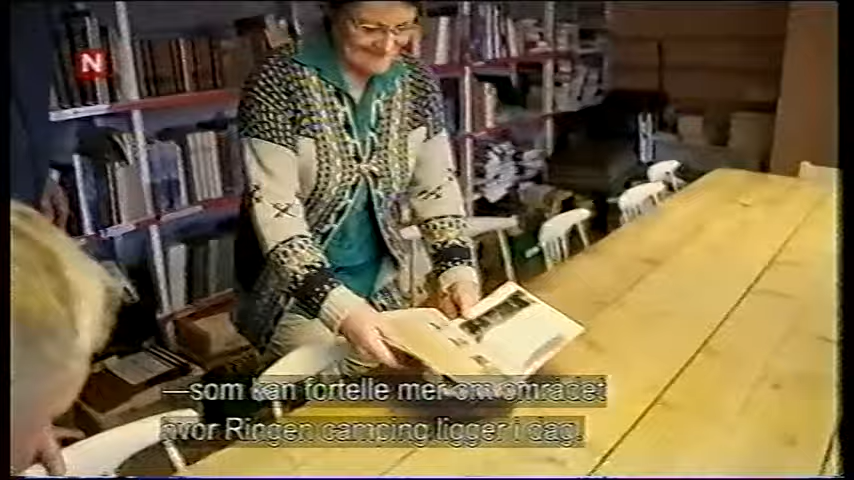 N
—som kan fortelle mer om området
hvor Ringen camping ligger i dag.